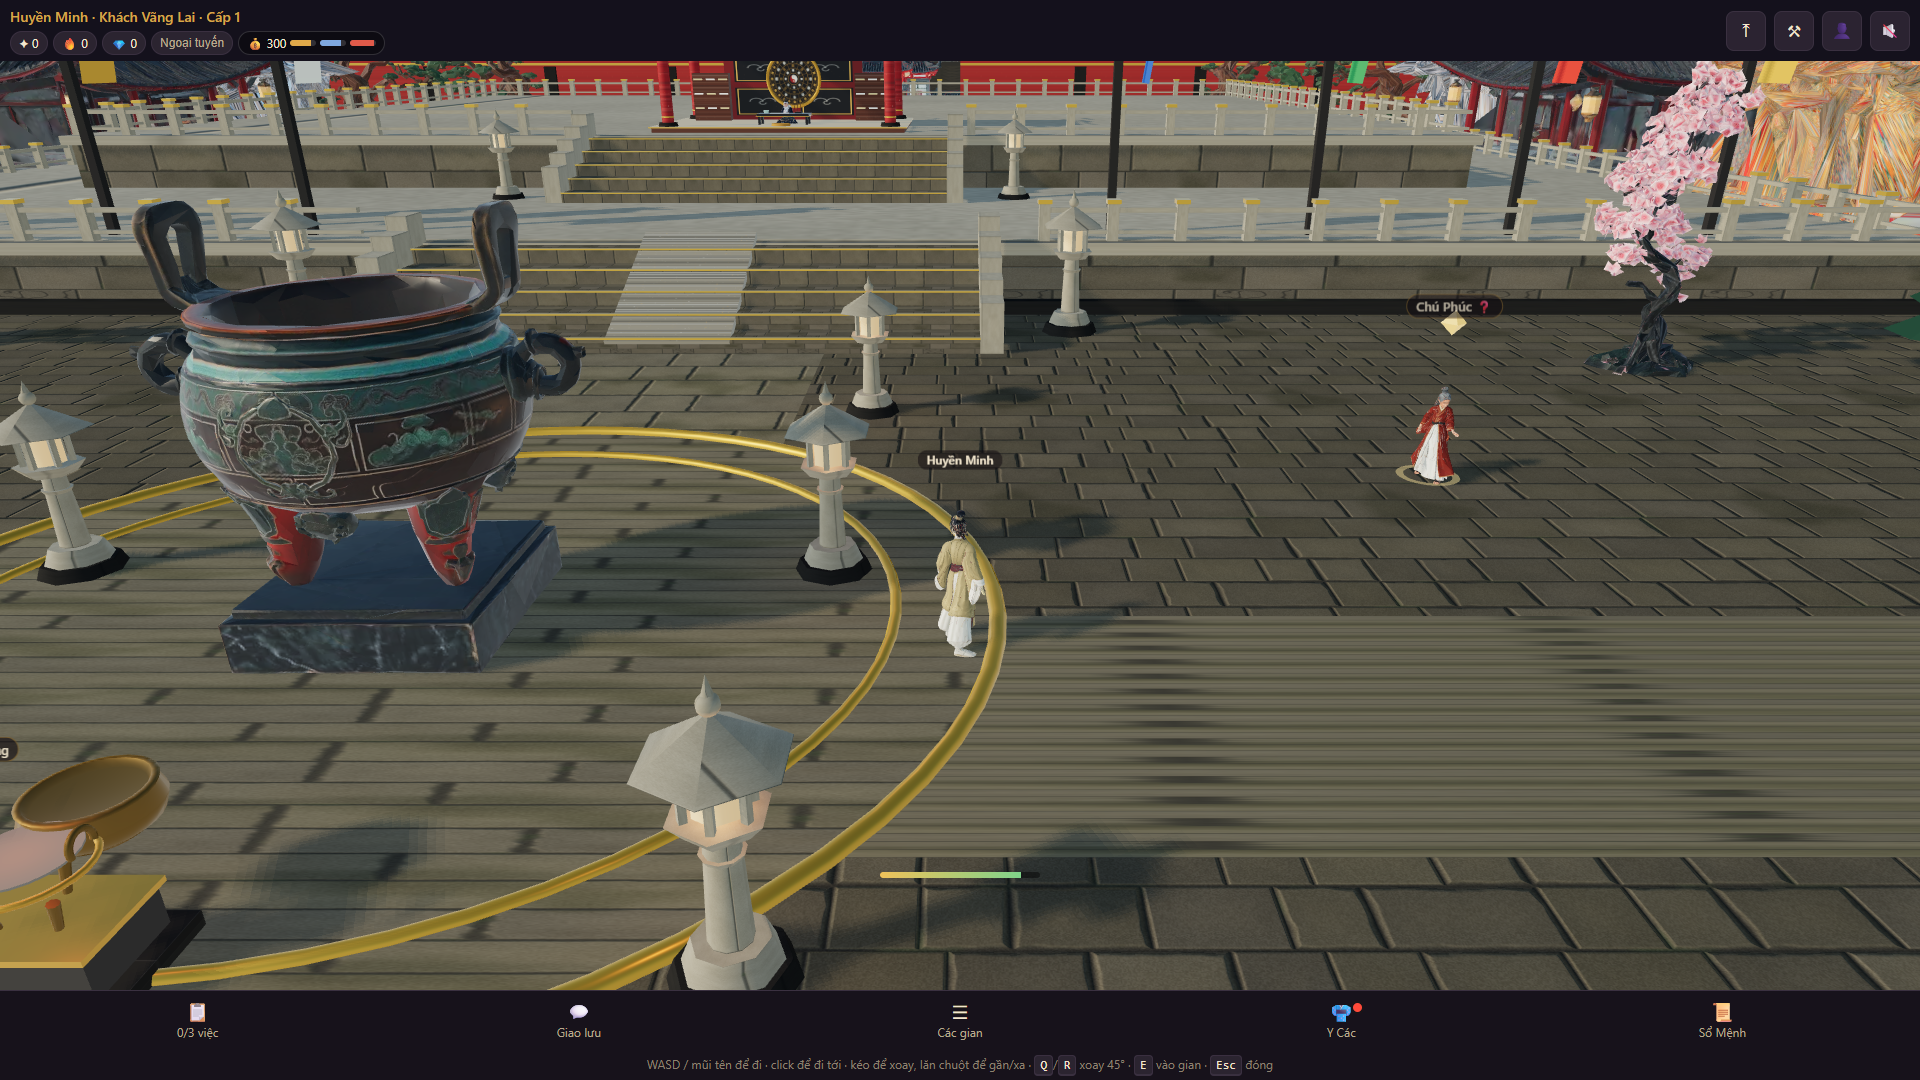 Huyền Minh · Khách Vãng Lai · Cấp 1
0 0 0 Ngoại tuyến 300
Chú Phúc ?
Huyền Minh
g
0/3 việc
Giao lưu
Các gian
Y Các
Sổ Mệnh
WASD / mũi tên để đi · click để đi tới · kéo để xoay, lăn chuột để gần/xa · Q / R xoay 45° · E vào gian · Esc đóng